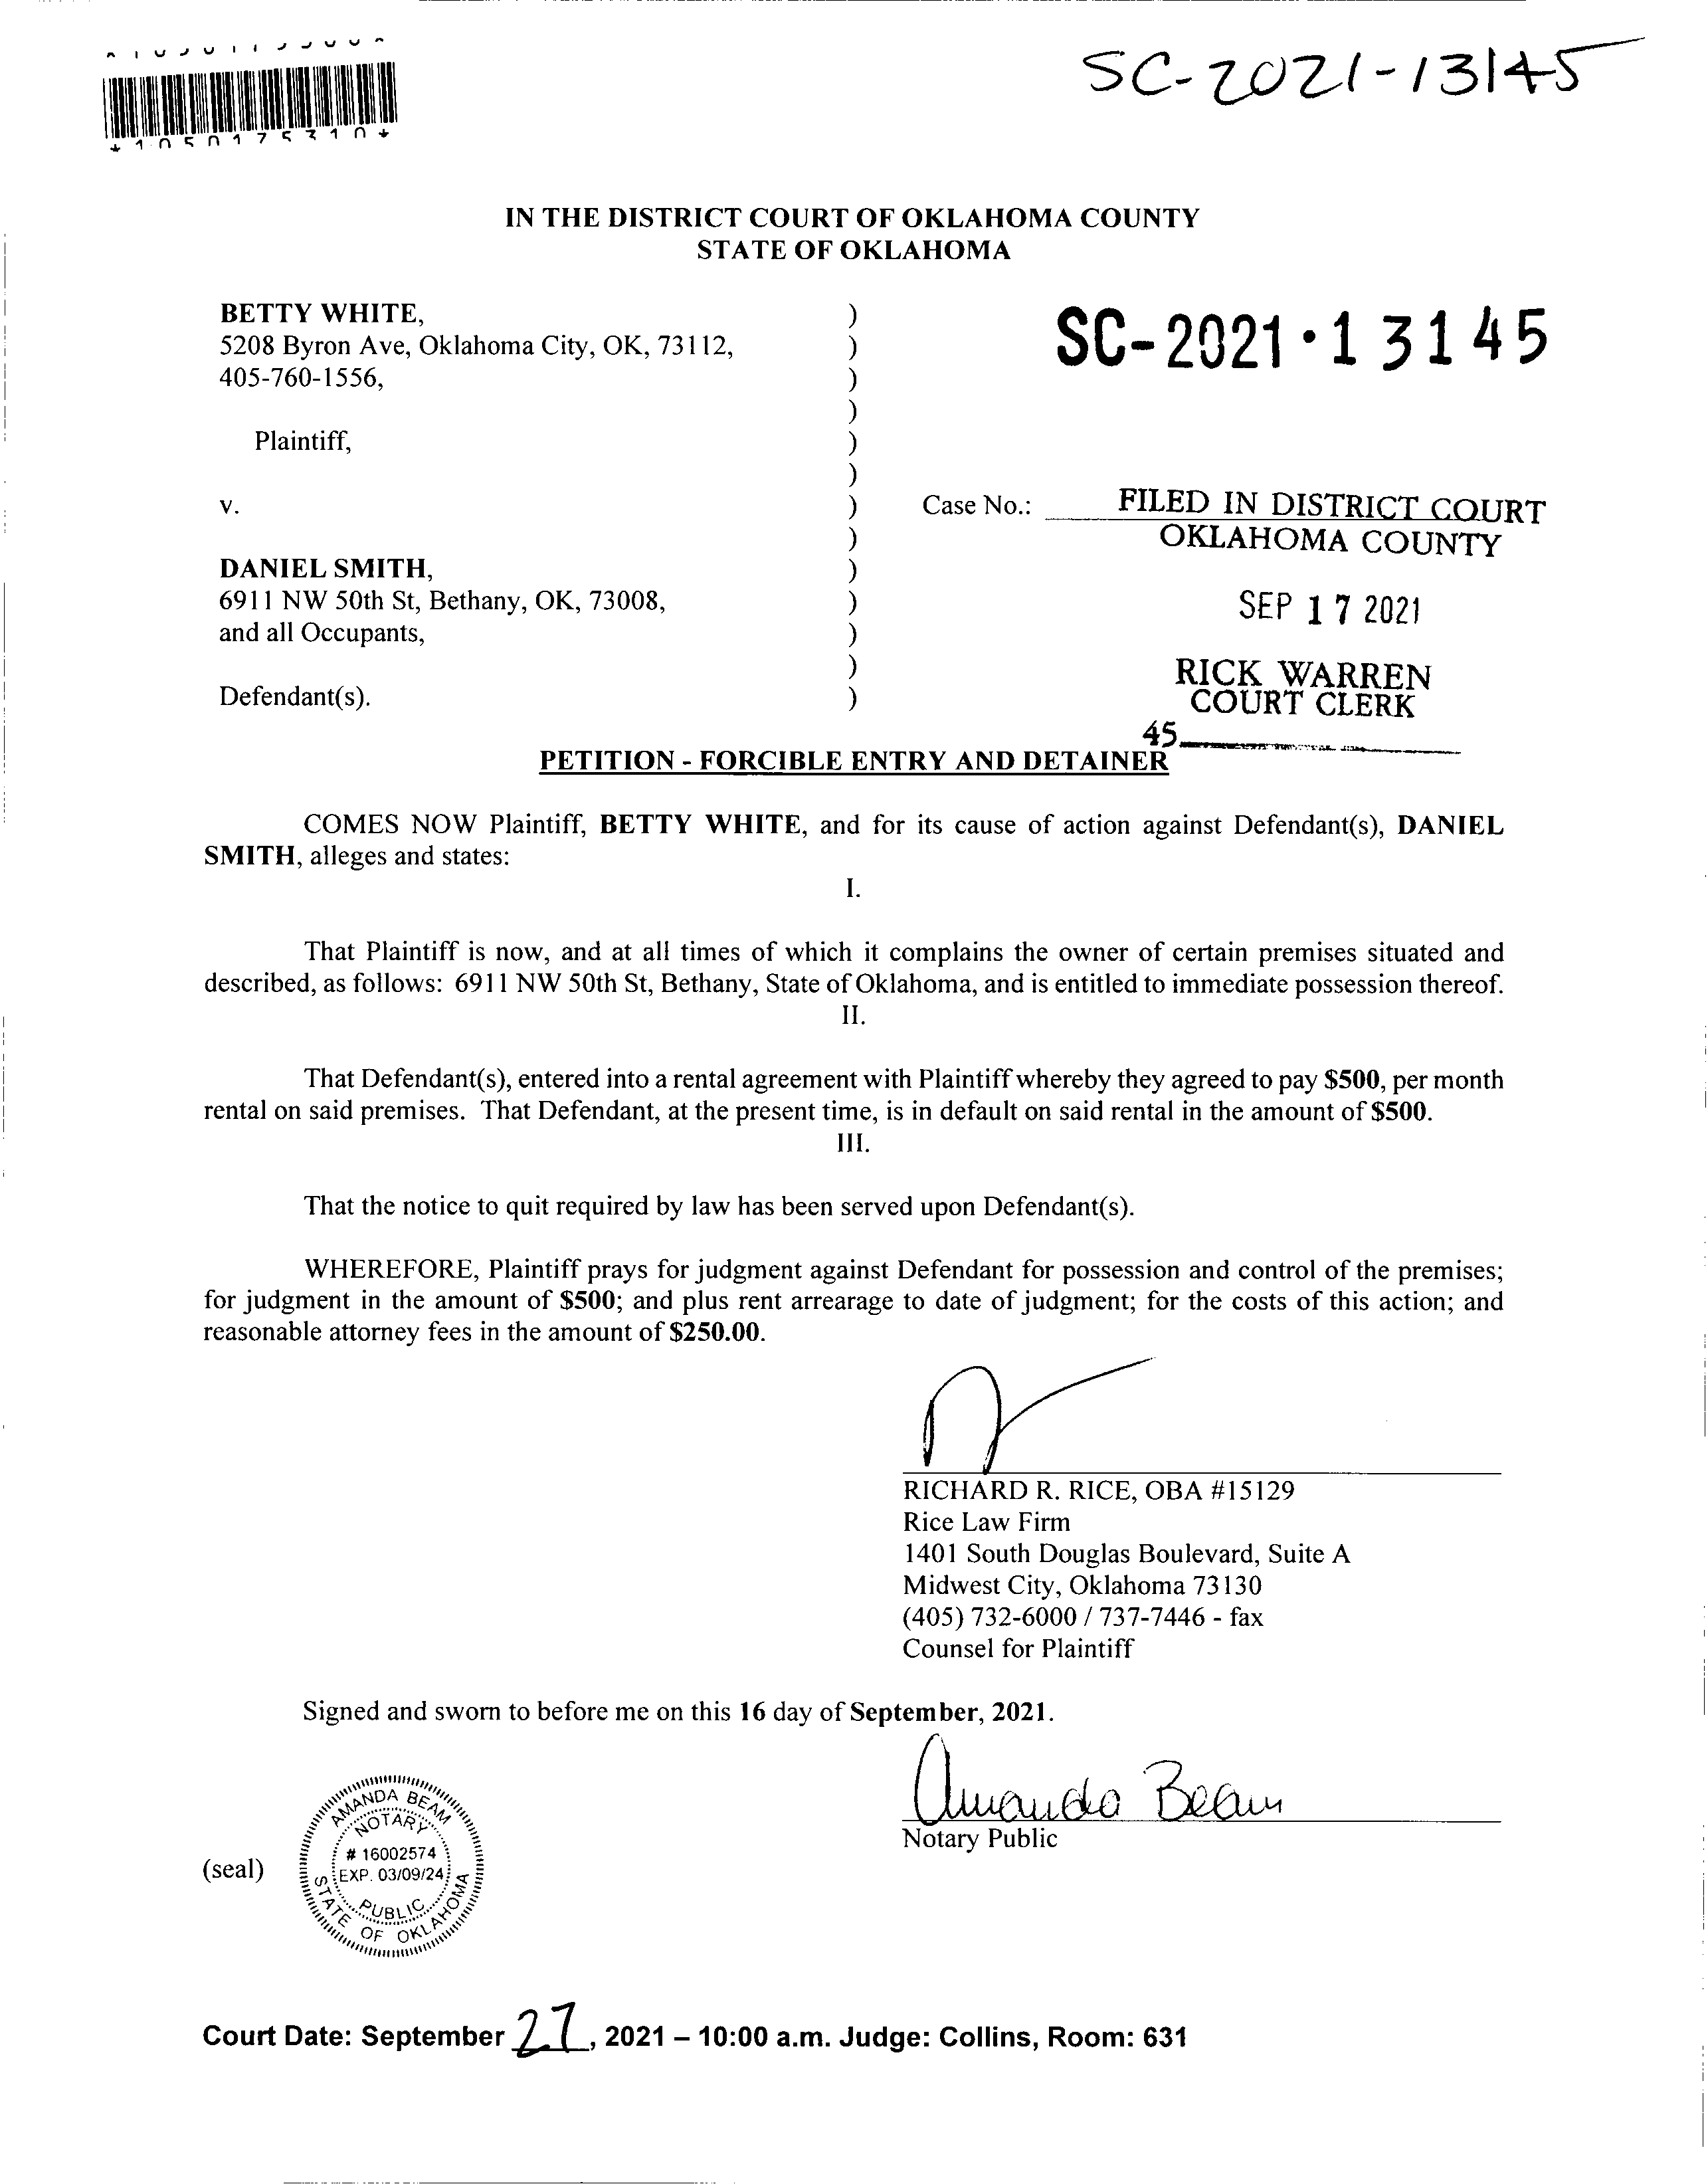 SC-2021-13145
*1050175310*
IN THE DISTRICT COURT OF OKLAHOMA COUNTY
STATE OF OKLAHOMA
BETTY WHITE, )
5208 Byron Ave, Oklahoma City, OK, 73112, )
405-760-1556, )
)
Plaintiff, )
)
v. )
)
DANIEL SMITH, )
6911 NW 50th St, Bethany, OK, 73008, )
and all Occupants, )
)
Defendant(s). )
SC-2021·13145
Case No.:
FILED IN DISTRICT COURT
OKLAHOMA COUNTY
SEP 17 2021
RICK WARREN
COURT CLERK
45
PETITION - FORCIBLE ENTRY AND DETAINER
COMES NOW Plaintiff, BETTY WHITE, and for its cause of action against Defendant(s), DANIEL
SMITH, alleges and states:
I.
That Plaintiff is now, and at all times of which it complains the owner of certain premises situated and
described, as follows: 6911 NW 50th St, Bethany, State of Oklahoma, and is entitled to immediate possession thereof.
II.
That Defendant(s), entered into a rental agreement with Plaintiff whereby they agreed to pay $500, per month
rental on said premises. That Defendant, at the present time, is in default on said rental in the amount of $500.
III.
That the notice to quit required by law has been served upon Defendant(s).
WHEREFORE, Plaintiff prays for judgment against Defendant for possession and control of the premises;
for judgment in the amount of $500; and plus rent arrearage to date of judgment; for the costs of this action; and
reasonable attorney fees in the amount of $250.00.
RICHARD R. RICE, OBA #15129
Rice Law Firm
1401 South Douglas Boulevard, Suite A
Midwest City, Oklahoma 73130
(405) 732-6000 / 737-7446 - fax
Counsel for Plaintiff
Signed and sworn to before me on this 16 day of September, 2021.
Amanda Beam
Notary Public
(seal)
AMANDA BEAM
NOTARY
# 16002574
EXP. 03/09/24
PUBLIC
STATE OF OKLAHOMA
Court Date: September 27, 2021 – 10:00 a.m. Judge: Collins, Room: 631